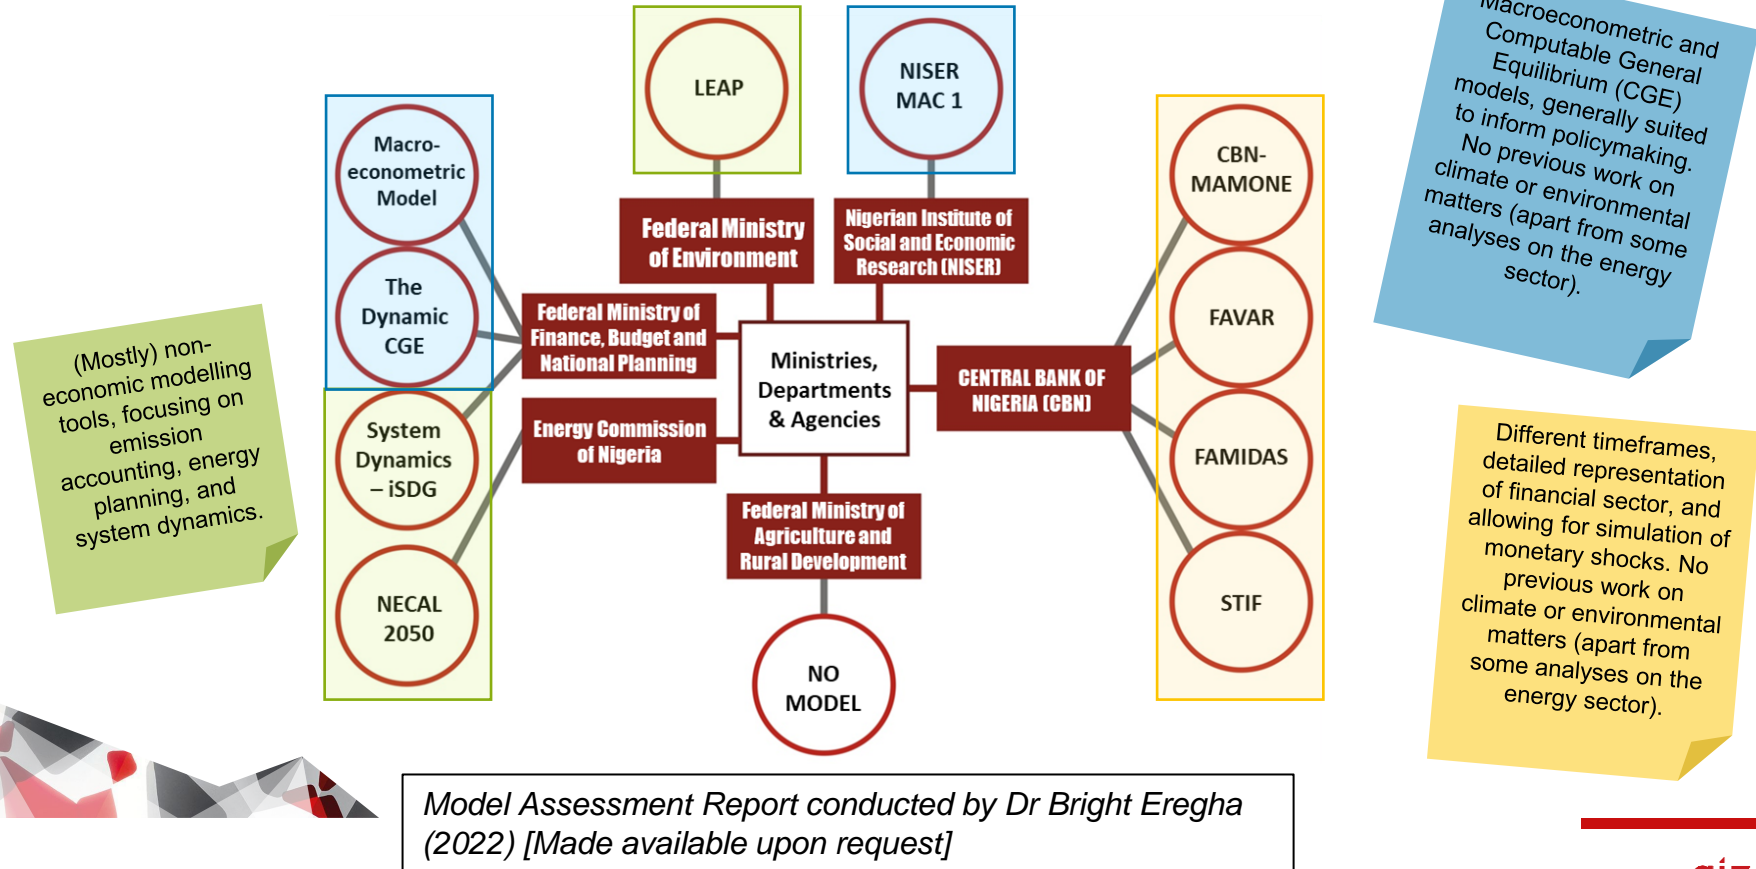 LEAP
NISER
MAC 1
Macro-
econometric
Model
The
Dynamic
CGE
System
Dynamics
– iSDG
NECAL
2050
Federal Ministry
of Environment
Nigerian Institute of
Social and Economic
Research (NISER)
Federal Ministry of
Finance, Budget and
National Planning
Energy Commission
of Nigeria
Ministries,
Departments
& Agencies
CENTRAL BANK OF
NIGERIA (CBN)
Federal Ministry of
Agriculture and
Rural Development
NO
MODEL
CBN-
MAMONE
FAVAR
FAMIDAS
STIF
(Mostly) non-
economic modelling
tools, focusing on
emission
accounting, energy
planning, and
system dynamics.
Macroeconometric and
Computable General
Equilibrium (CGE)
models, generally suited
to inform policymaking.
No previous work on
climate or environmental
matters (apart from some
analyses on the energy
sector).
Different timeframes,
detailed representation
of financial sector, and
allowing for simulation of
monetary shocks. No
previous work on
climate or environmental
matters (apart from
some analyses on the
energy sector).
Model Assessment Report conducted by Dr Bright Eregha
(2022) [Made available upon request]
giz